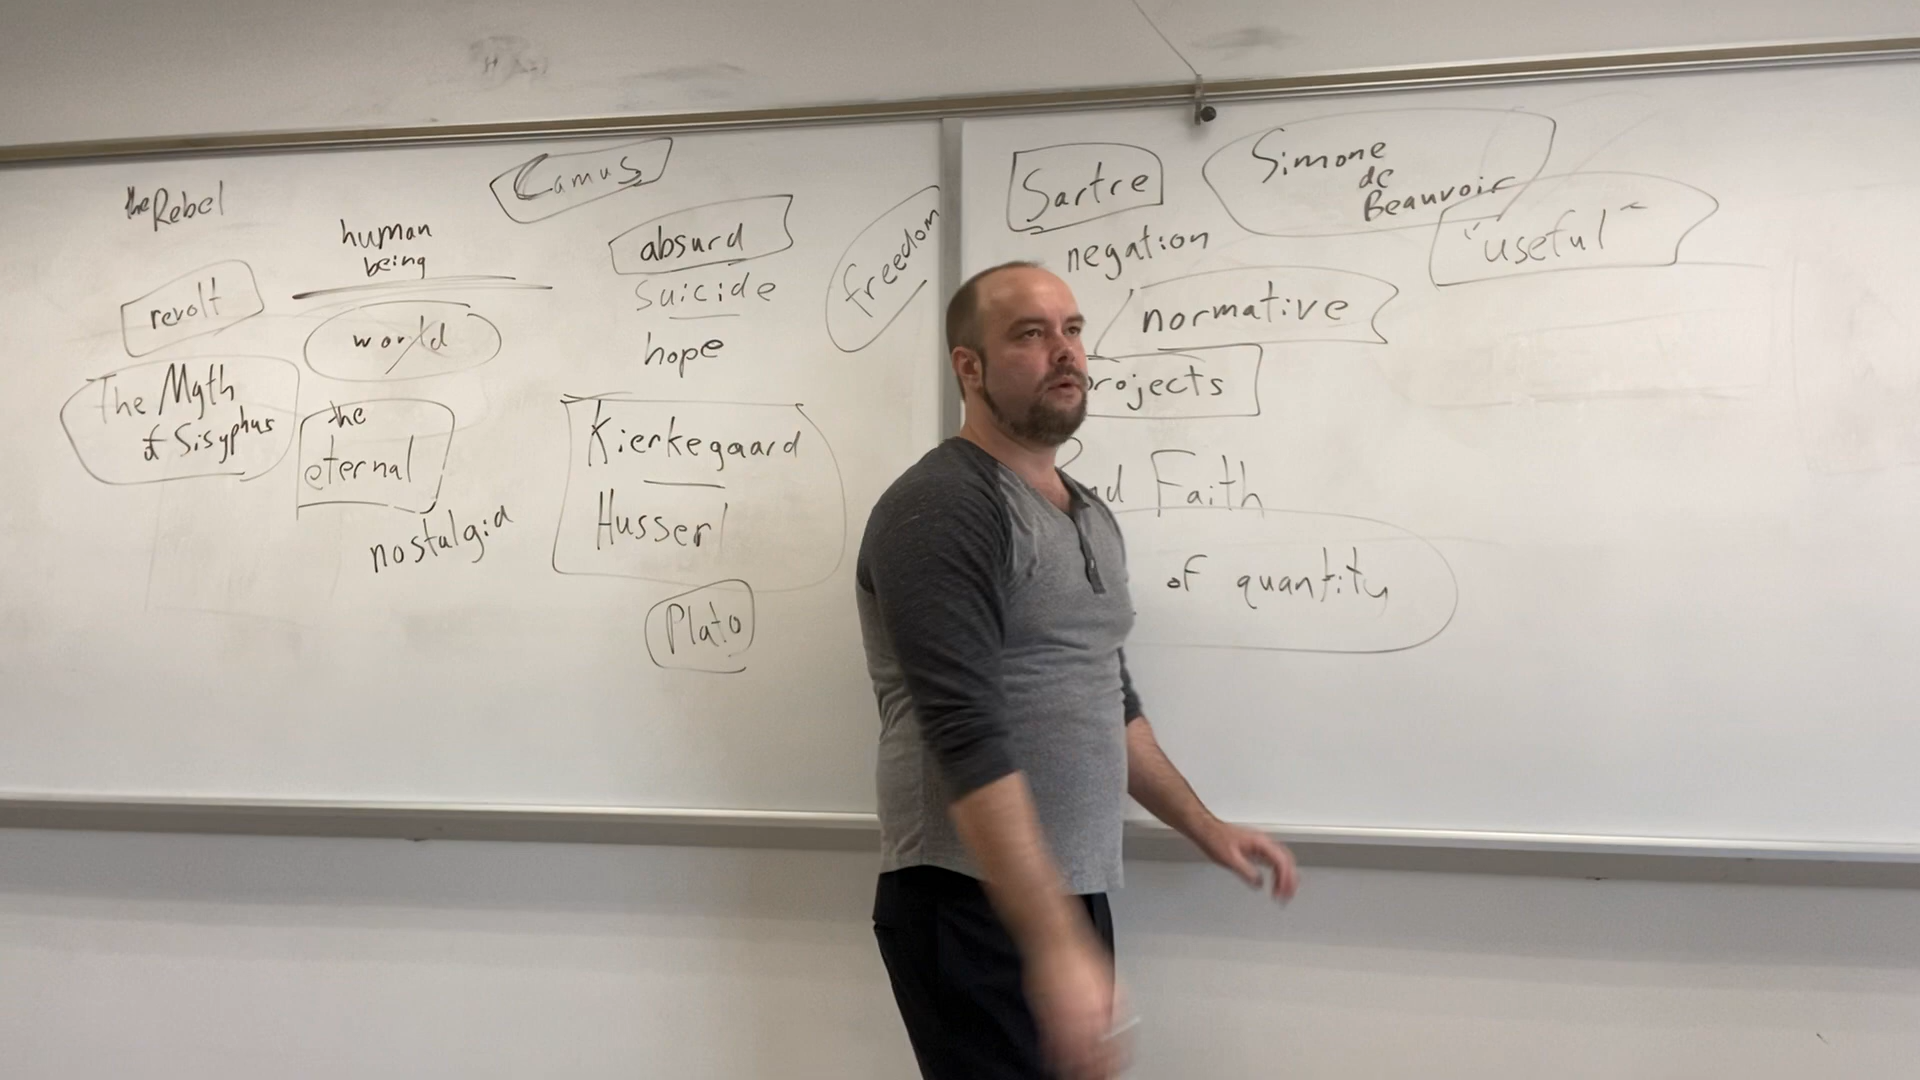 the Rebel
human
being
revolt
world
The Myth
of Sisyphus
the
eternal
nostalgia
Camus
absurd
suicide
hope
Kierkegaard
Husserl
Plato
freedom
Sartre
negation
Simone
de
Beauvoir
"useful"
normative
projects
Faith
of quantity